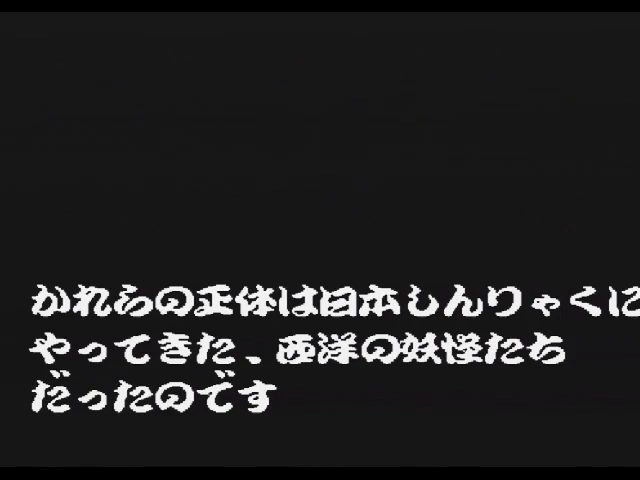 かれらの正体は日本しんりゃくに
やってきた、西洋の妖怪たち
だったのです